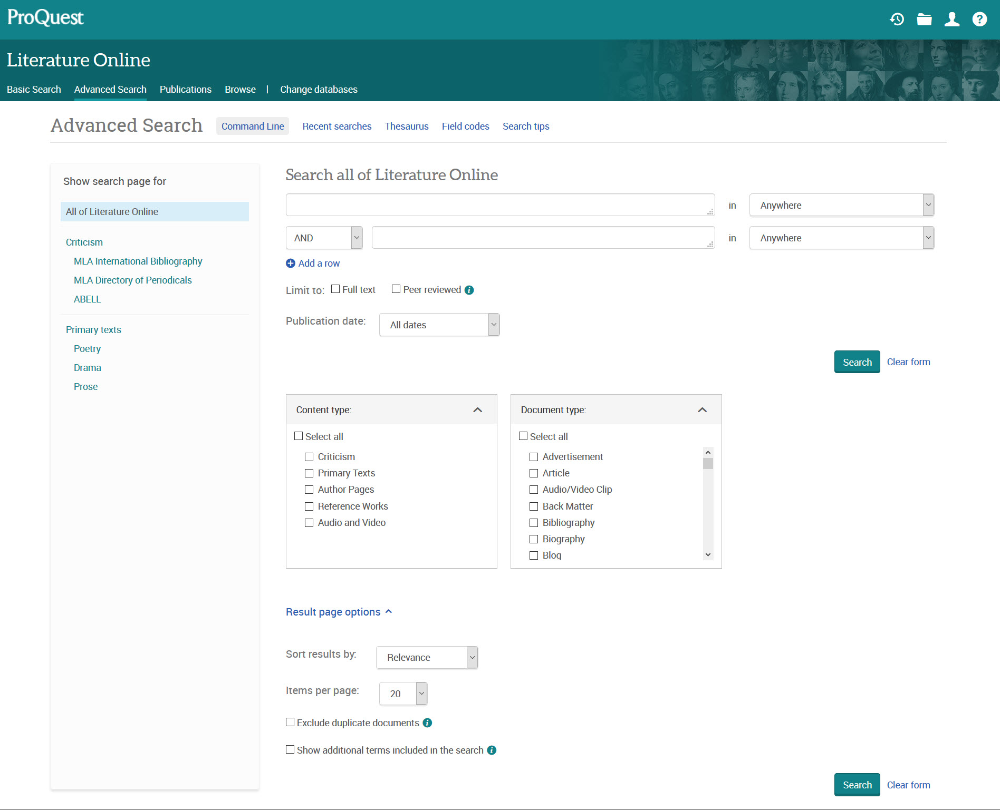 ProQuest
Literature Online
Basic Search Advanced Search Publications Browse | Change databases
Advanced Search Command Line Recent searches Thesaurus Field codes Search tips
Show search page for
All of Literature Online
Criticism
MLA International Bibliography
MLA Directory of Periodicals
ABELL
Primary texts
Poetry
Drama
Prose
Search all of Literature Online
in Anywhere
AND in Anywhere
Add a row
Limit to: Full text Peer reviewed
Publication date: All dates
Search Clear form
Content type:
Select all
Criticism
Primary Texts
Author Pages
Reference Works
Audio and Video
Document type:
Select all
Advertisement
Article
Audio/Video Clip
Back Matter
Bibliography
Biography
Blog
Result page options
Sort results by: Relevance
Items per page: 20
Exclude duplicate documents
Show additional terms included in the search
Search Clear form